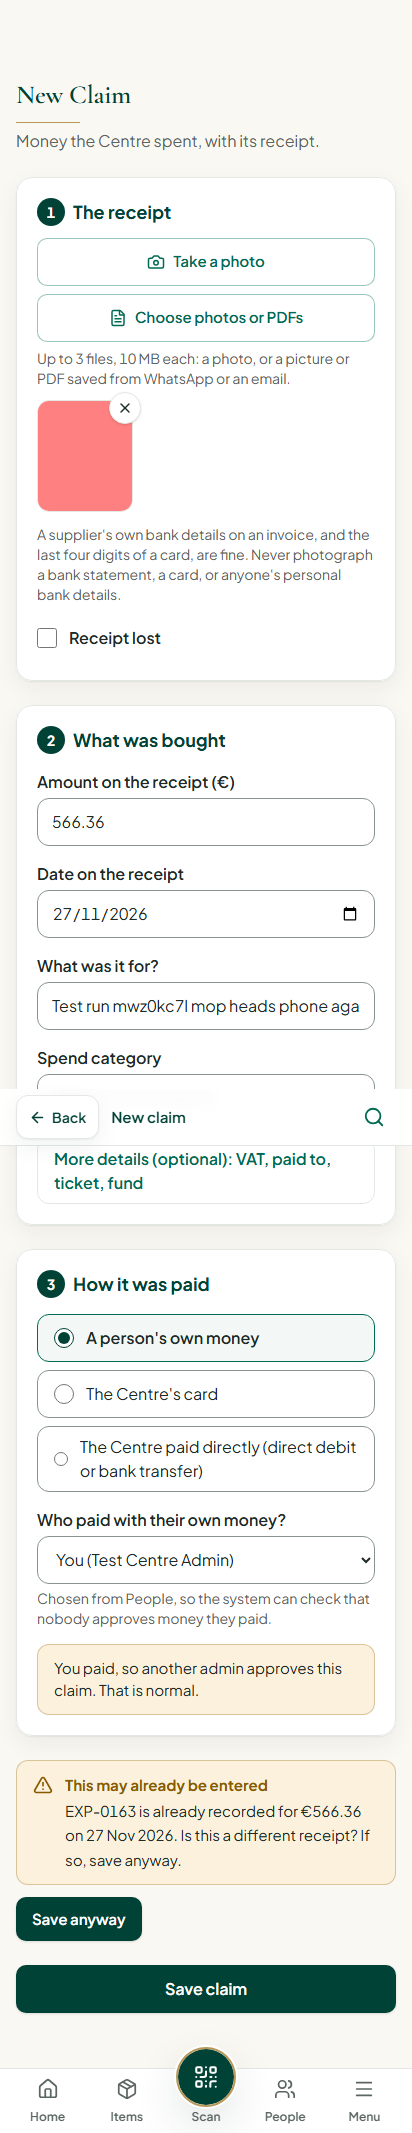 New Claim
Money the Centre spent, with its receipt.
1 The receipt
Take a photo
Choose photos or PDFs
Up to 3 files, 10 MB each: a photo, or a picture or
PDF saved from WhatsApp or an email.
A supplier's own bank details on an invoice, and the
last four digits of a card, are fine. Never photograph
a bank statement, a card, or anyone's personal
bank details.
Receipt lost
2 What was bought
Amount on the receipt (€)
566.36
Date on the receipt
27/11/2026
What was it for?
Test run mwz0kc7l mop heads phone aga
Spend category
Back
New claim
More details (optional): VAT, paid to,
ticket, fund
3 How it was paid
A person's own money
The Centre's card
The Centre paid directly (direct debit
or bank transfer)
Who paid with their own money?
You (Test Centre Admin)
Chosen from People, so the system can check that
nobody approves money they paid.
You paid, so another admin approves this
claim. That is normal.
This may already be entered
EXP-0163 is already recorded for €566.36
on 27 Nov 2026. Is this a different receipt? If
so, save anyway.
Save anyway
Save claim
Home
Items
Scan
People
Menu